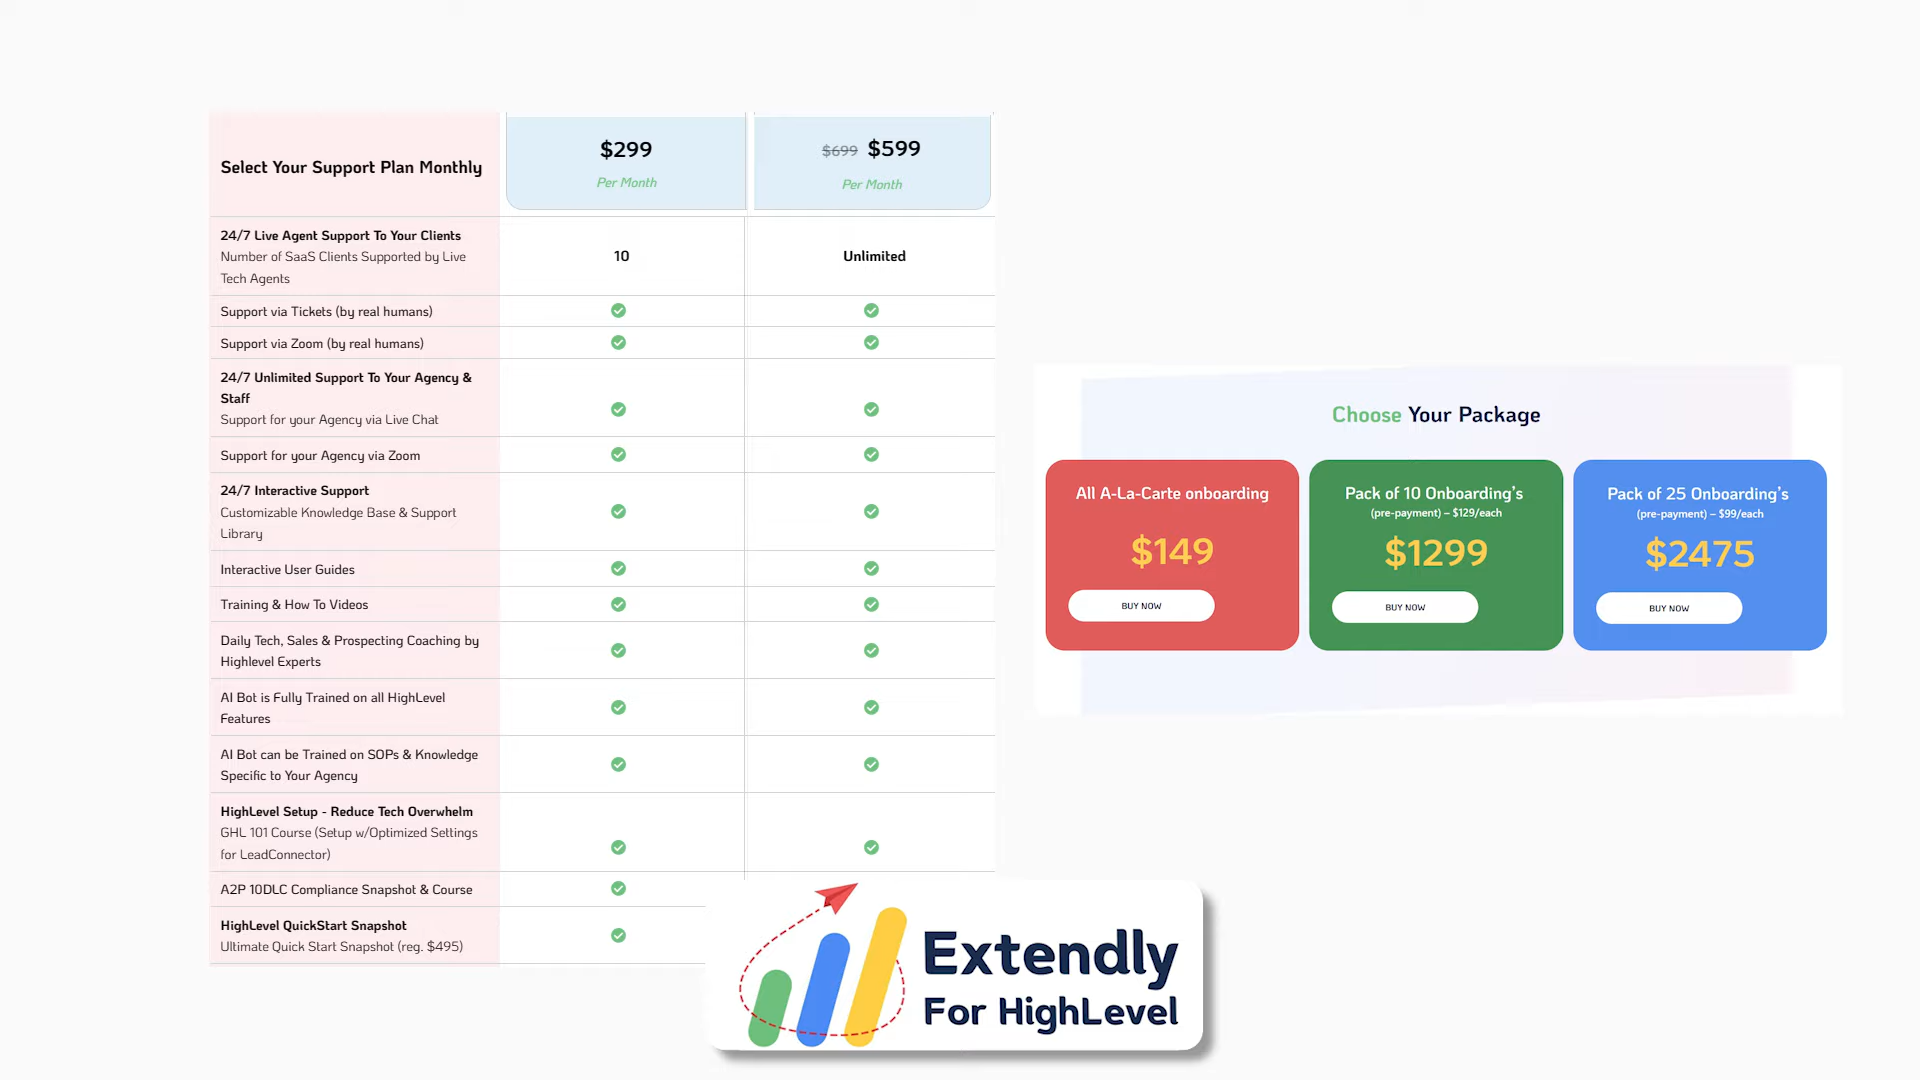 Select Your Support Plan Monthly
$299
Per Month
$699 $599
Per Month
24/7 Live Agent Support To Your Clients
Number of SaaS Clients Supported by Live
Tech Agents
10
Unlimited
Support via Tickets (by real humans)
Support via Zoom (by real humans)
24/7 Unlimited Support To Your Agency &
Staff
Support for your Agency via Live Chat
Support for your Agency via Zoom
24/7 Interactive Support
Customizable Knowledge Base & Support
Library
Interactive User Guides
Training & How To Videos
Daily Tech, Sales & Prospecting Coaching by
Highlevel Experts
AI Bot is Fully Trained on all HighLevel
Features
AI Bot can be Trained on SOPs & Knowledge
Specific to Your Agency
HighLevel Setup - Reduce Tech Overwhelm
GHL 101 Course (Setup w/Optimized Settings
for LeadConnector)
A2P 10DLC Compliance Snapshot & Course
HighLevel QuickStart Snapshot
Ultimate Quick Start Snapshot (reg. $495)
Choose Your Package
All A-La-Carte onboarding
$149
BUY NOW
Pack of 10 Onboarding's
(pre-payment) – $129/each
$1299
BUY NOW
Pack of 25 Onboarding's
(pre-payment) – $99/each
$2475
BUY NOW
Extendly
For HighLevel